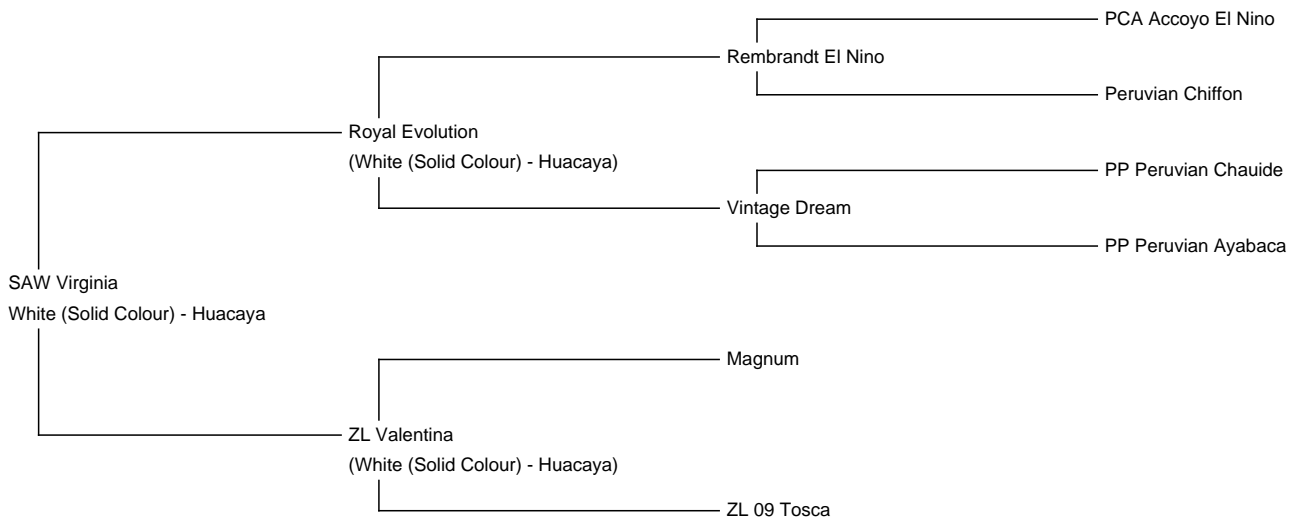 PCA Accoyo El Nino
Rembrandt El Nino
Peruvian Chiffon
Royal Evolution
(White (Solid Colour) - Huacaya)
PP Peruvian Chauide
Vintage Dream
PP Peruvian Ayabaca
SAW Virginia
White (Solid Colour) - Huacaya
Magnum
ZL Valentina
(White (Solid Colour) - Huacaya)
ZL 09 Tosca